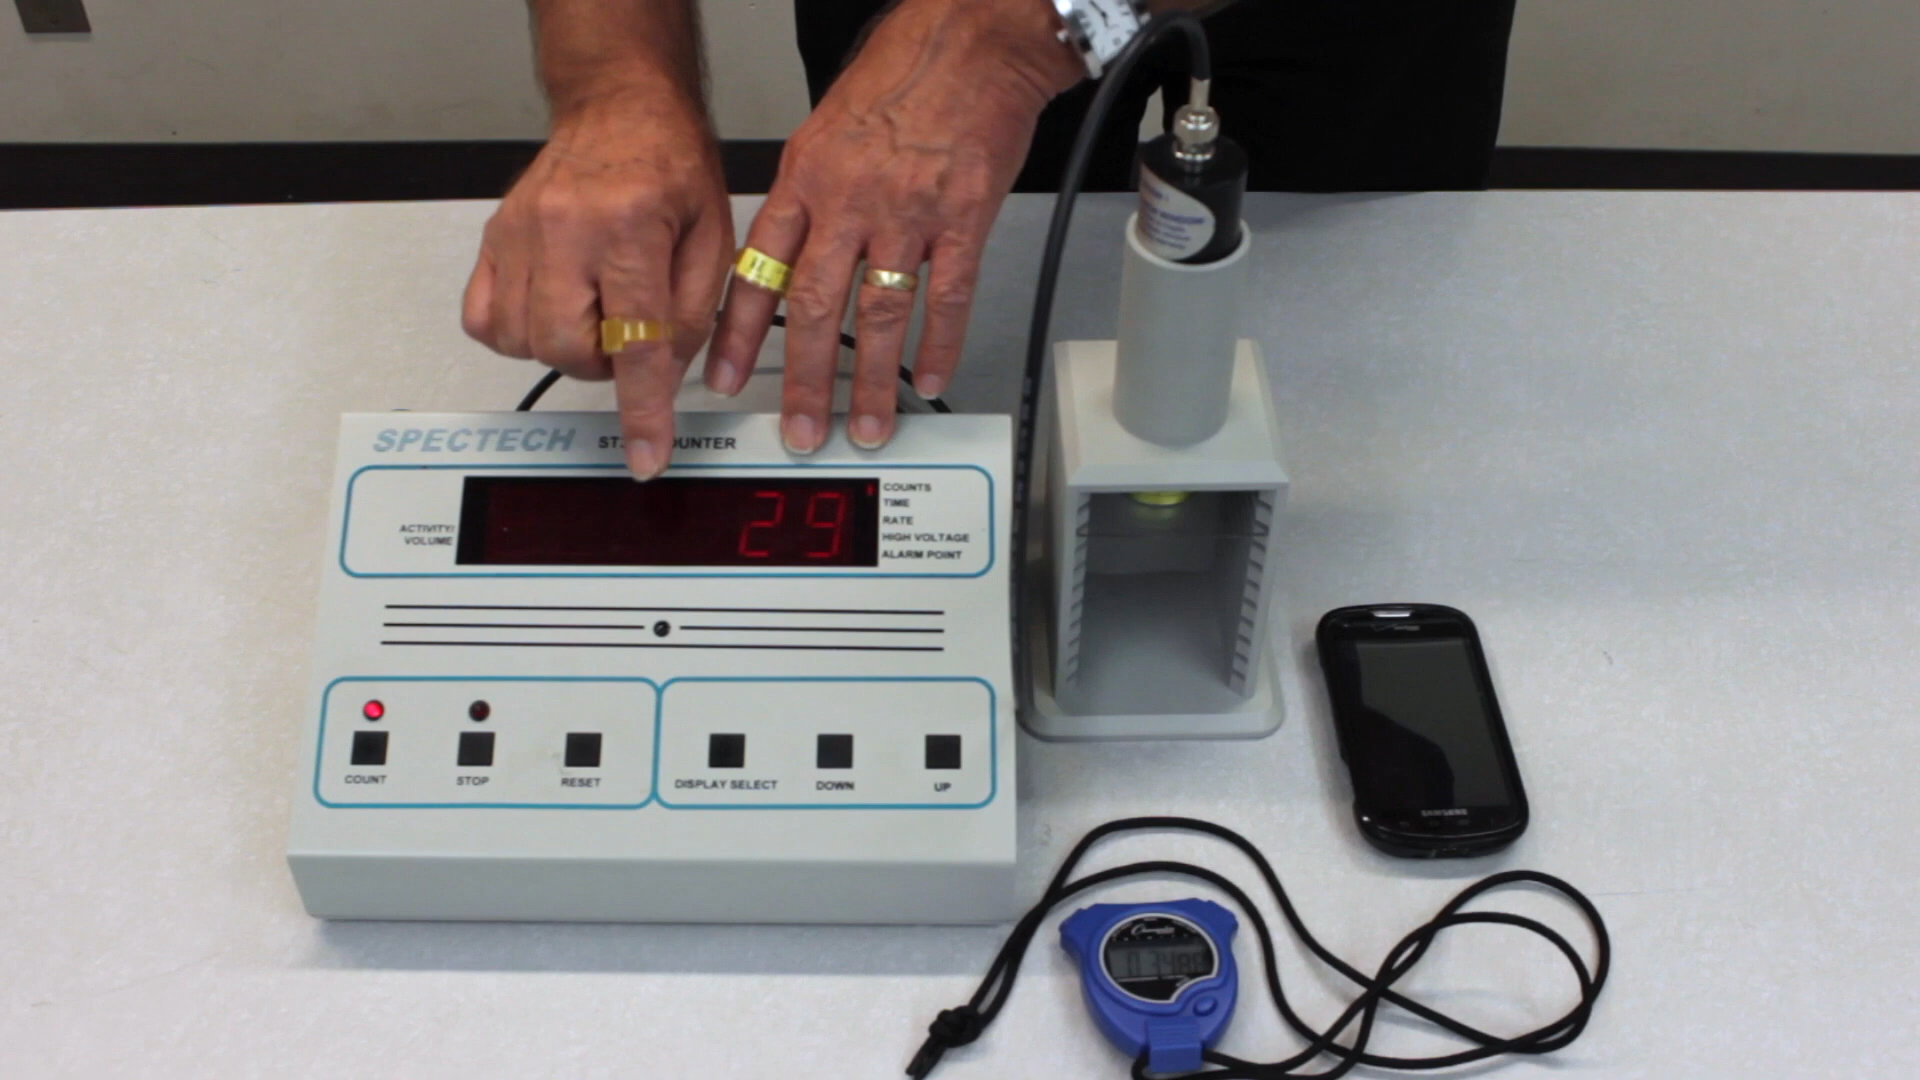 SPECTECH
COUNTS
TIME
RATE
HIGH VOLTAGE
ALARM POINT
ACTIVITY/
VOLUME
29
COUNT
STOP
RESET
DISPLAY SELECT
DOWN
UP
SAMSUNG